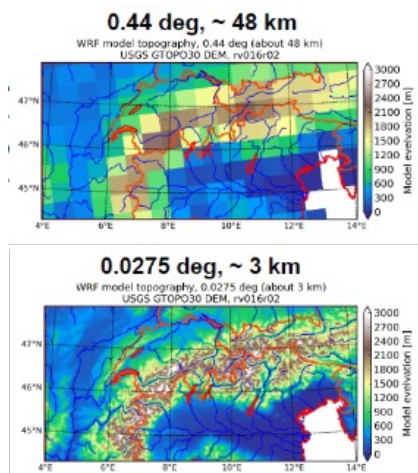 0.44 deg, ~ 48 km
WRF model topography, 0.44 deg (about 48 km)
USGS GTOPO30 DEM, rv016r02
47°N
46°N
45°N
4°E 6°E 8°E 10°E 12°E 14°E
3000
2700
2400
2100
1800
1500
1200
900
600
300
0
Model evevation [m]
0.0275 deg, ~ 3 km
WRF model topography, 0.0275 deg (about 3 km)
USGS GTOPO30 DEM, rv016r02
47°N
46°N
45°N
4°E 6°E 8°E 10°E 12°E 14°E
3000
2700
2400
2100
1800
1500
1200
900
600
300
0
Model evevation [m]